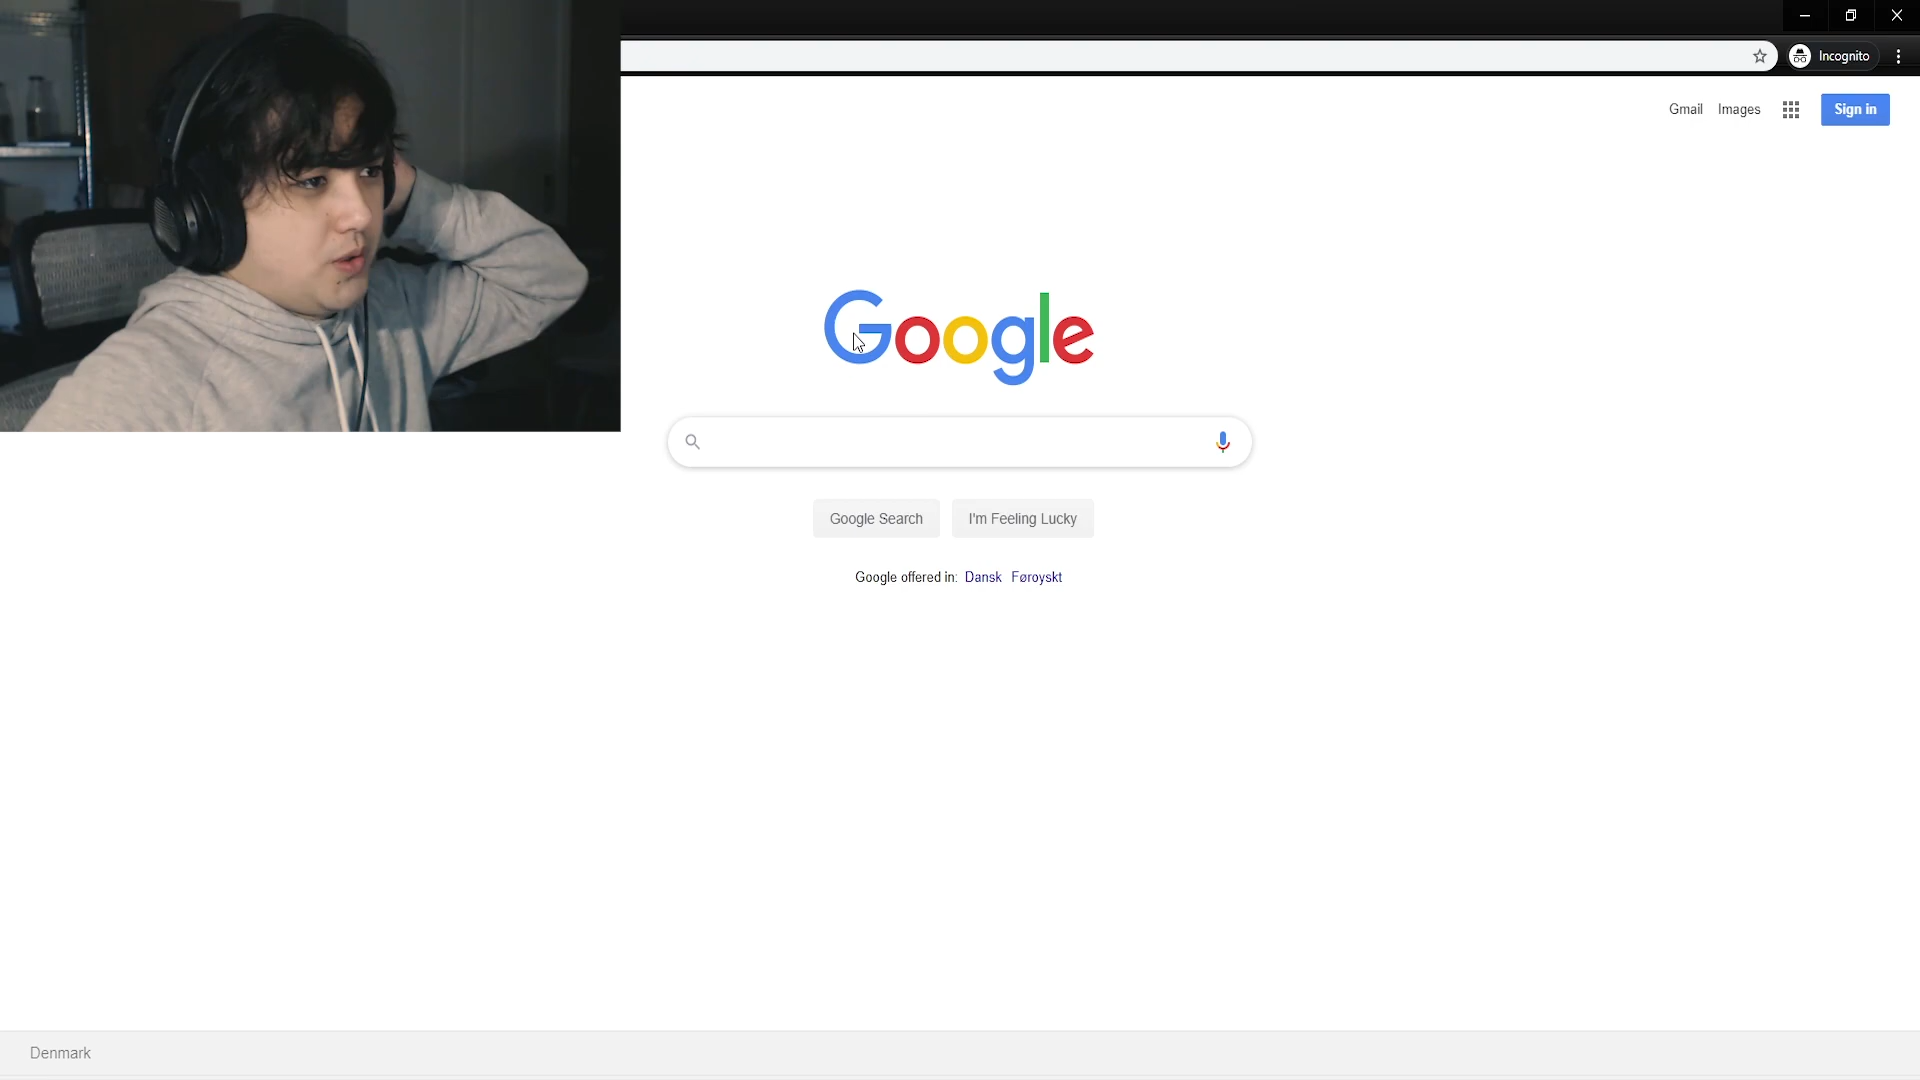 Incognito
Gmail Images Sign in
Google
Google Search I'm Feeling Lucky
Google offered in: Dansk Føroyskt
Denmark